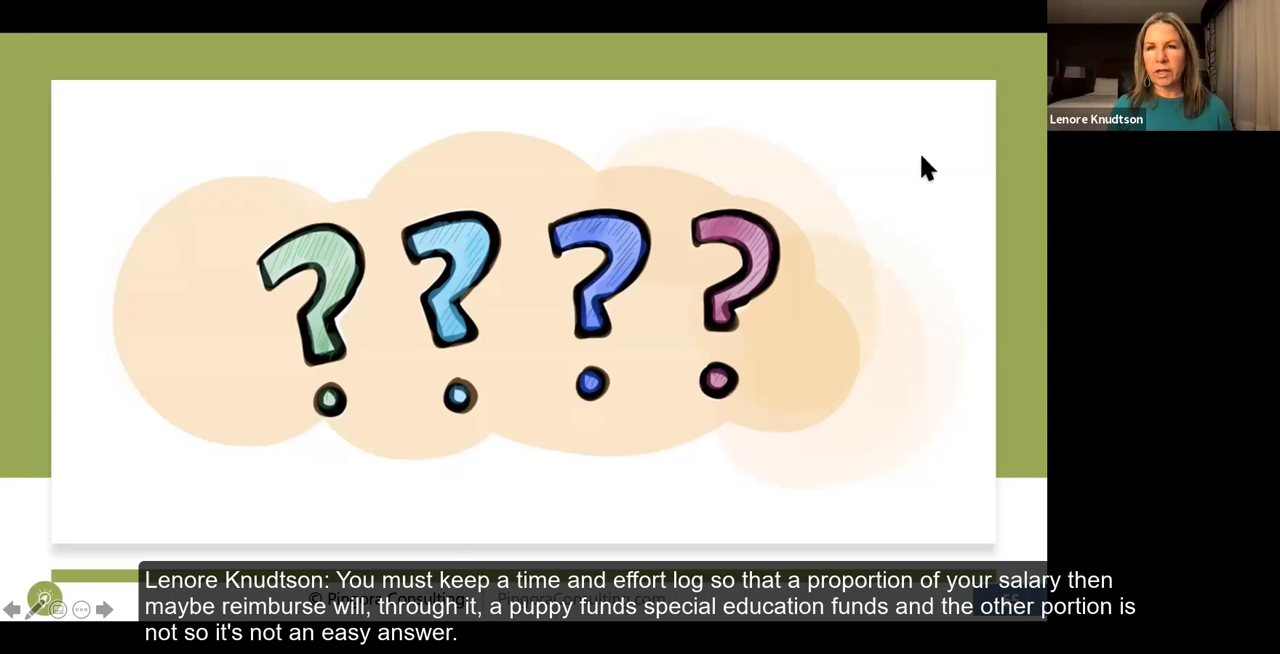 ? ? ? ?
Lenore Knudtson
Lenore Knudtson: You must keep a time and effort log so that a proportion of your salary then
maybe reimburse will, through it, a puppy funds special education funds and the other portion is
not so it's not an easy answer.